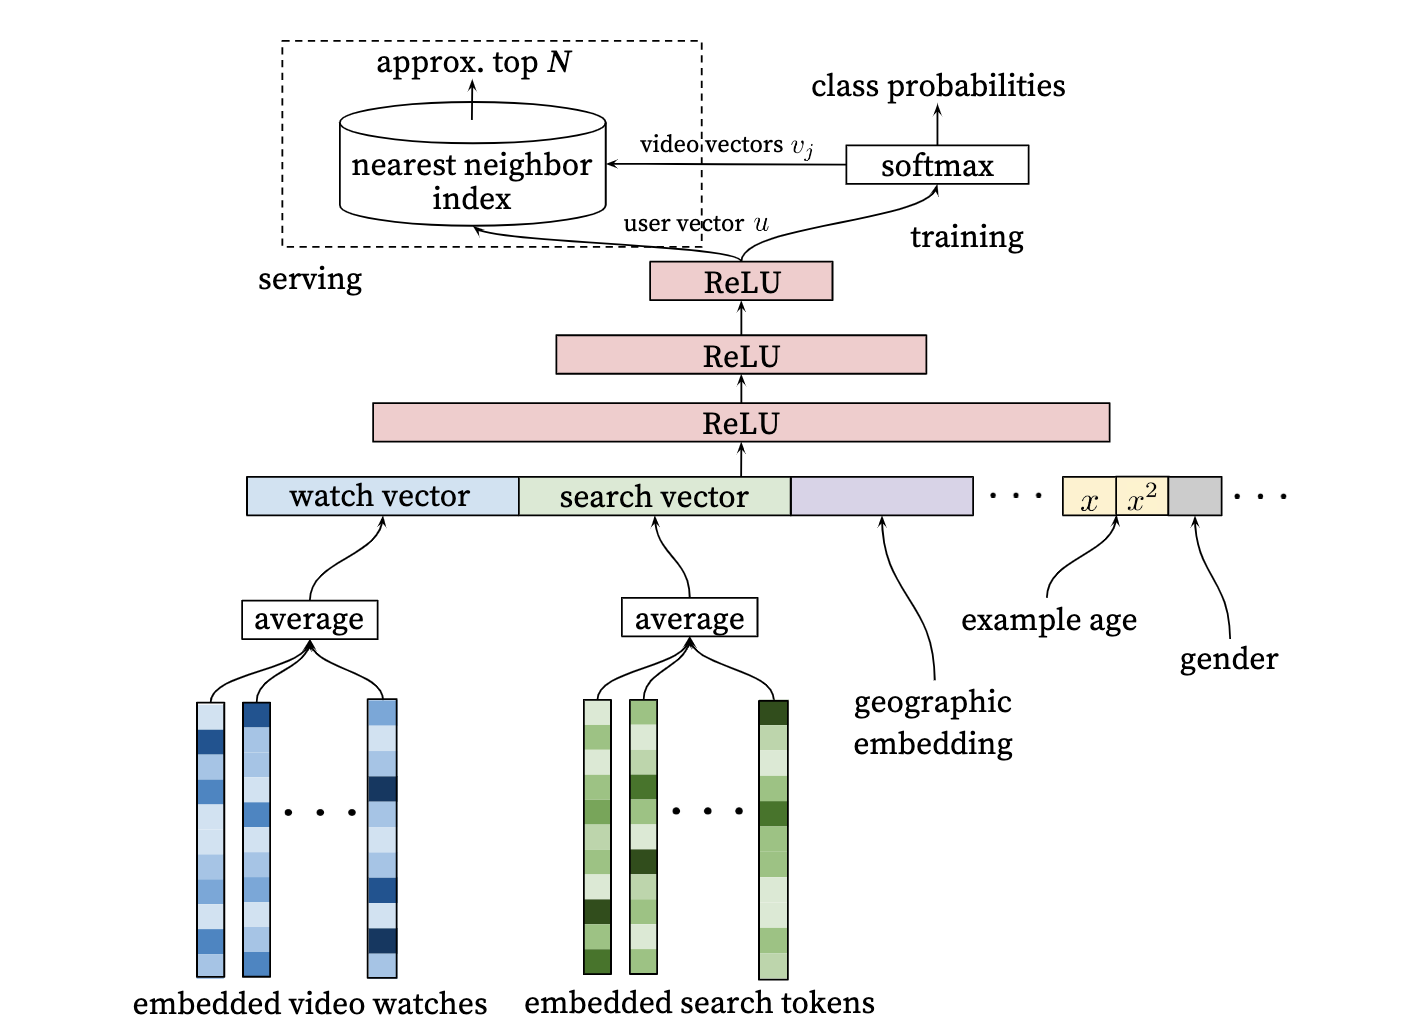 approx. top N
class probabilities
video vectors v_j
nearest neighbor
index
softmax
user vector u
training
serving
ReLU
ReLU
ReLU
watch vector
search vector
· · ·
x
x²
· · ·
average
average
example age
gender
geographic
embedding
· · ·
· · ·
embedded video watches
embedded search tokens